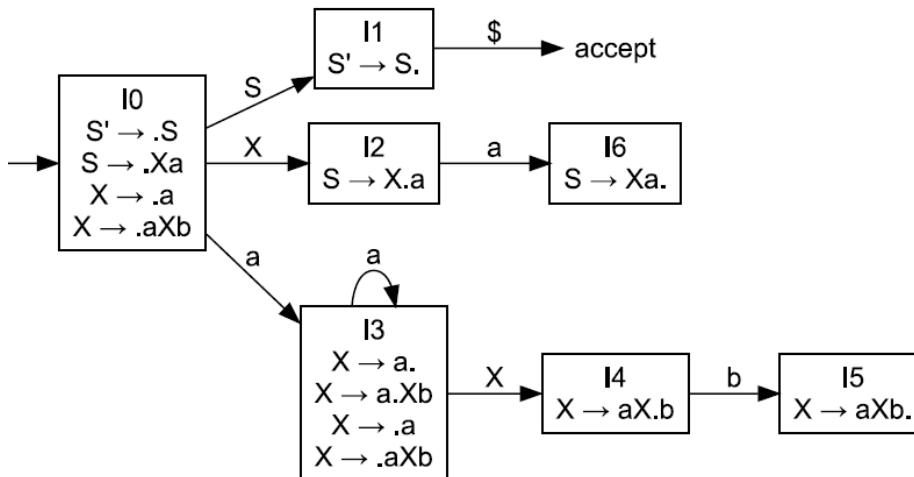 I0
S' → .S
S → .Xa
X → .a
X → .aXb
S
I1
S' → S.
$
accept
X
I2
S → X.a
a
I6
S → Xa.
a
a
I3
X → a.
X → a.Xb
X → .a
X → .aXb
X
I4
X → aX.b
b
I5
X → aXb.